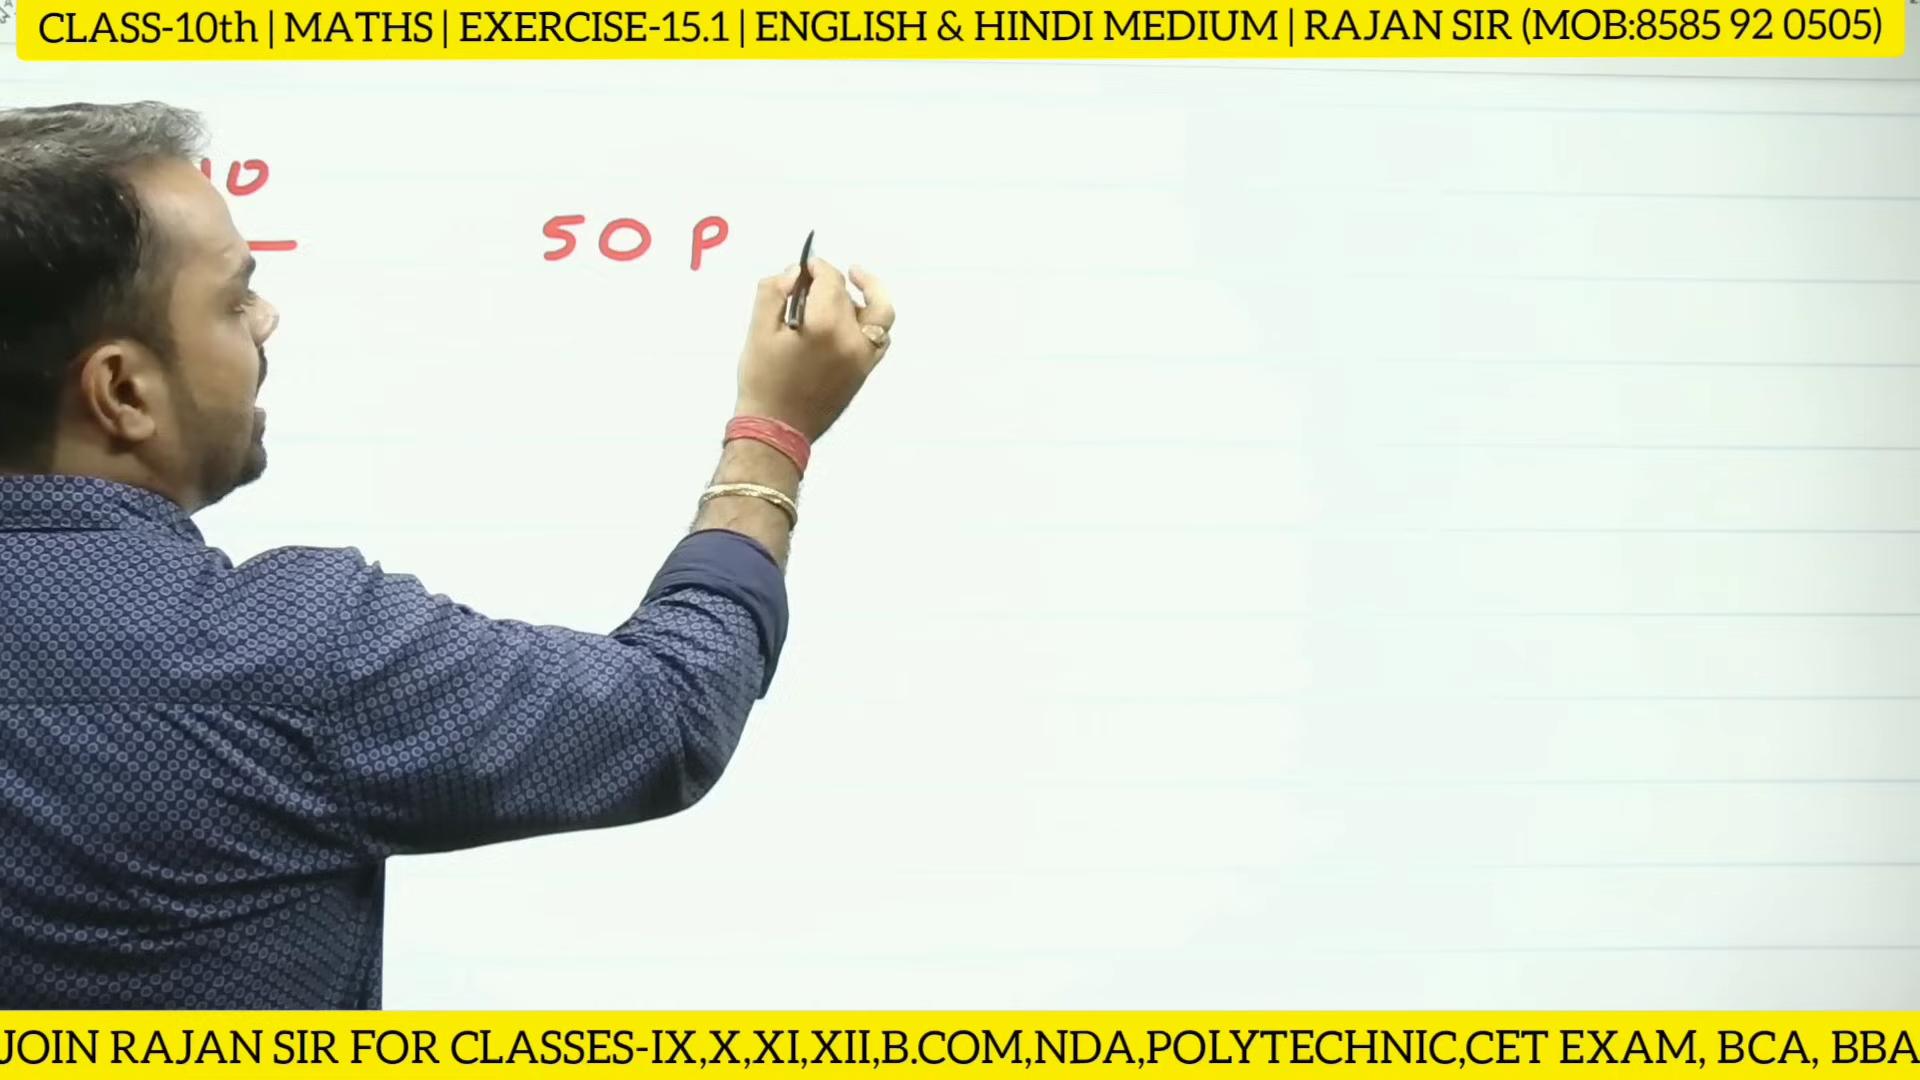 CLASS-10th | MATHS | EXERCISE-15.1 | ENGLISH & HINDI MEDIUM | RAJAN SIR (MOB:8585 92 0505)
10
50 P
JOIN RAJAN SIR FOR CLASSES-IX,X,XI,XII,B.COM,NDA,POLYTECHNIC,CET EXAM, BCA, BBA